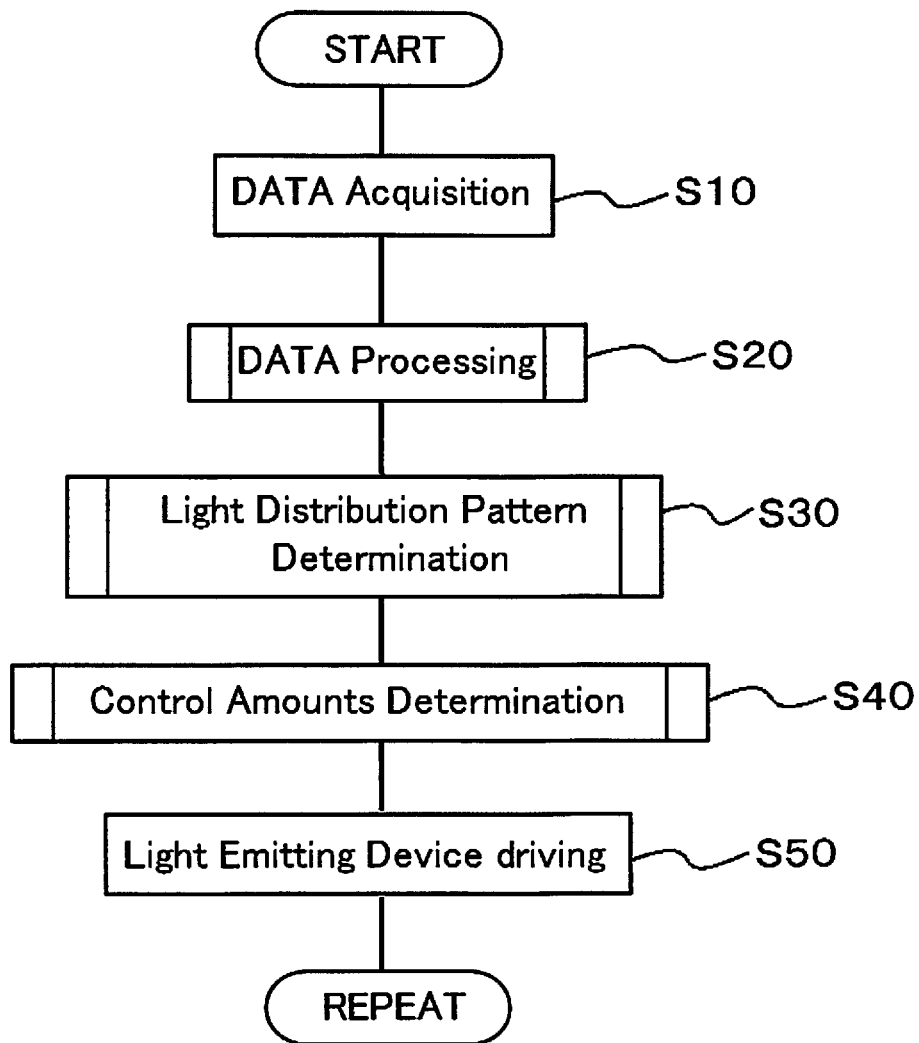 START
DATA Acquisition
S10
DATA Processing
S20
Light Distribution Pattern
Determination
S30
Control Amounts Determination
S40
Light Emitting Device driving
S50
REPEAT